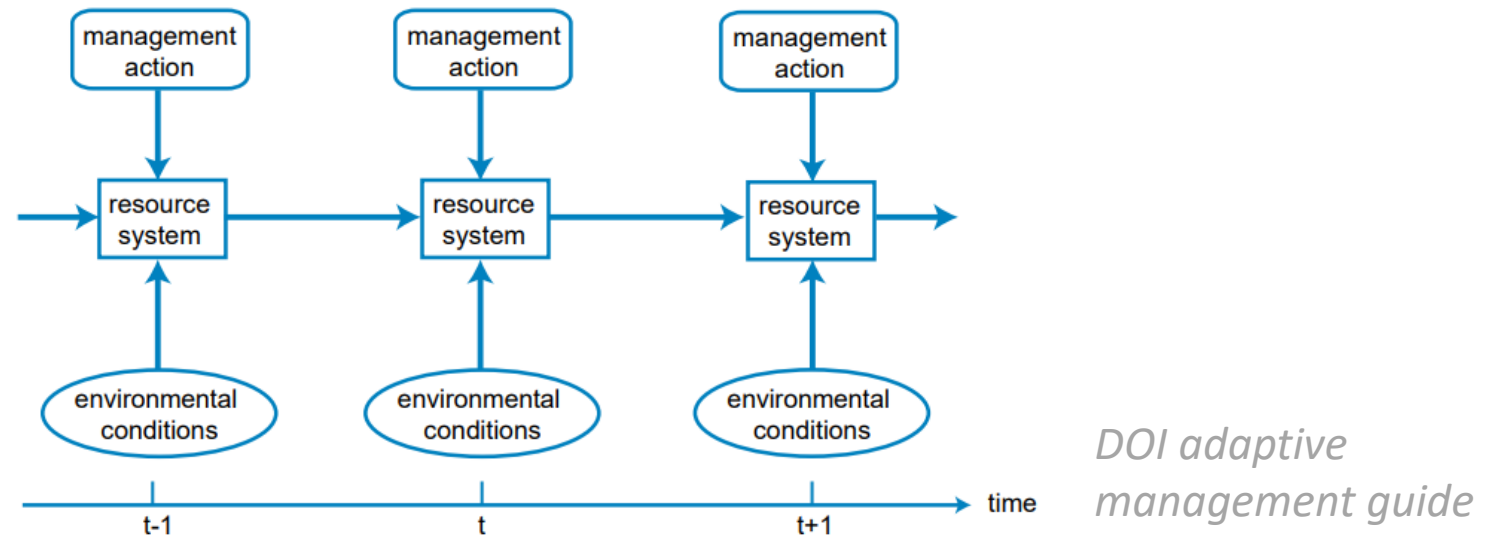 management
action
management
action
management
action
resource
system
resource
system
resource
system
environmental
conditions
environmental
conditions
environmental
conditions
t-1
t
t+1
time
DOI adaptive
management guide